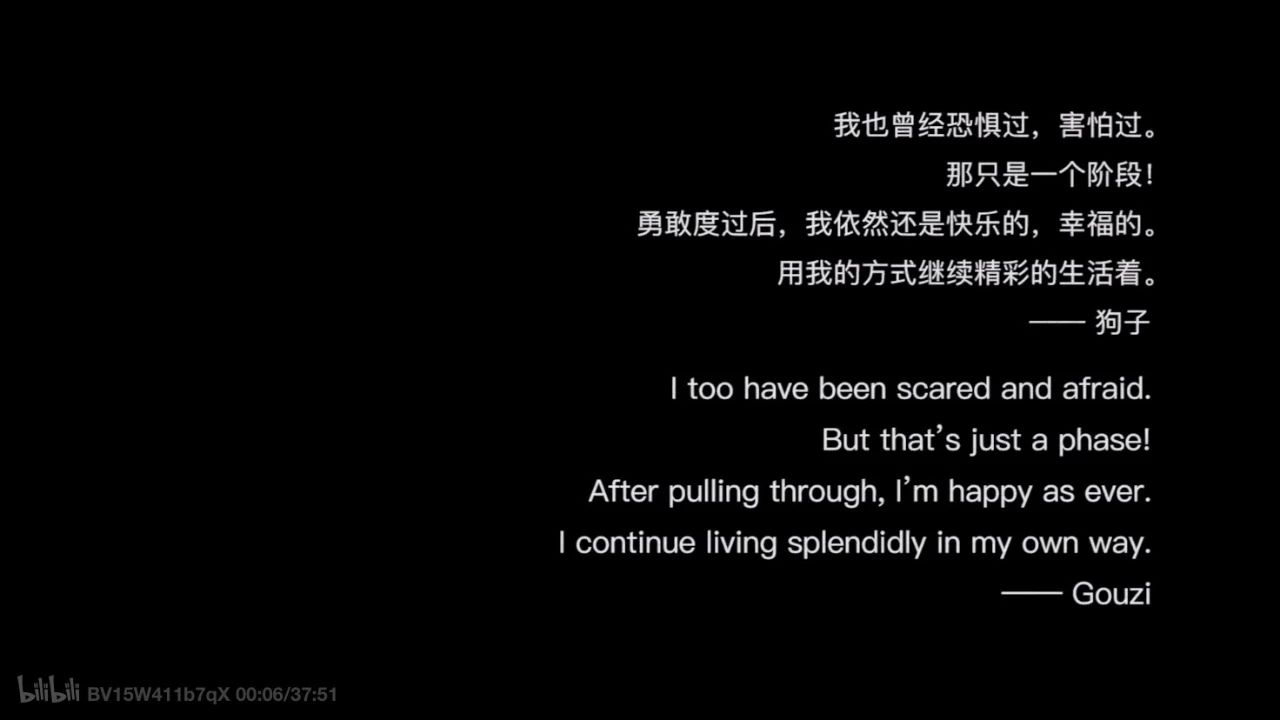 我也曾经恐惧过，害怕过。
那只是一个阶段！
勇敢度过后，我依然还是快乐的，幸福的。
用我的方式继续精彩的生活着。
—— 狗子
I too have been scared and afraid.
But that’s just a phase!
After pulling through, I’m happy as ever.
I continue living splendidly in my own way.
—— Gouzi
bilibili BV15W411b7qX 00:06/37:51